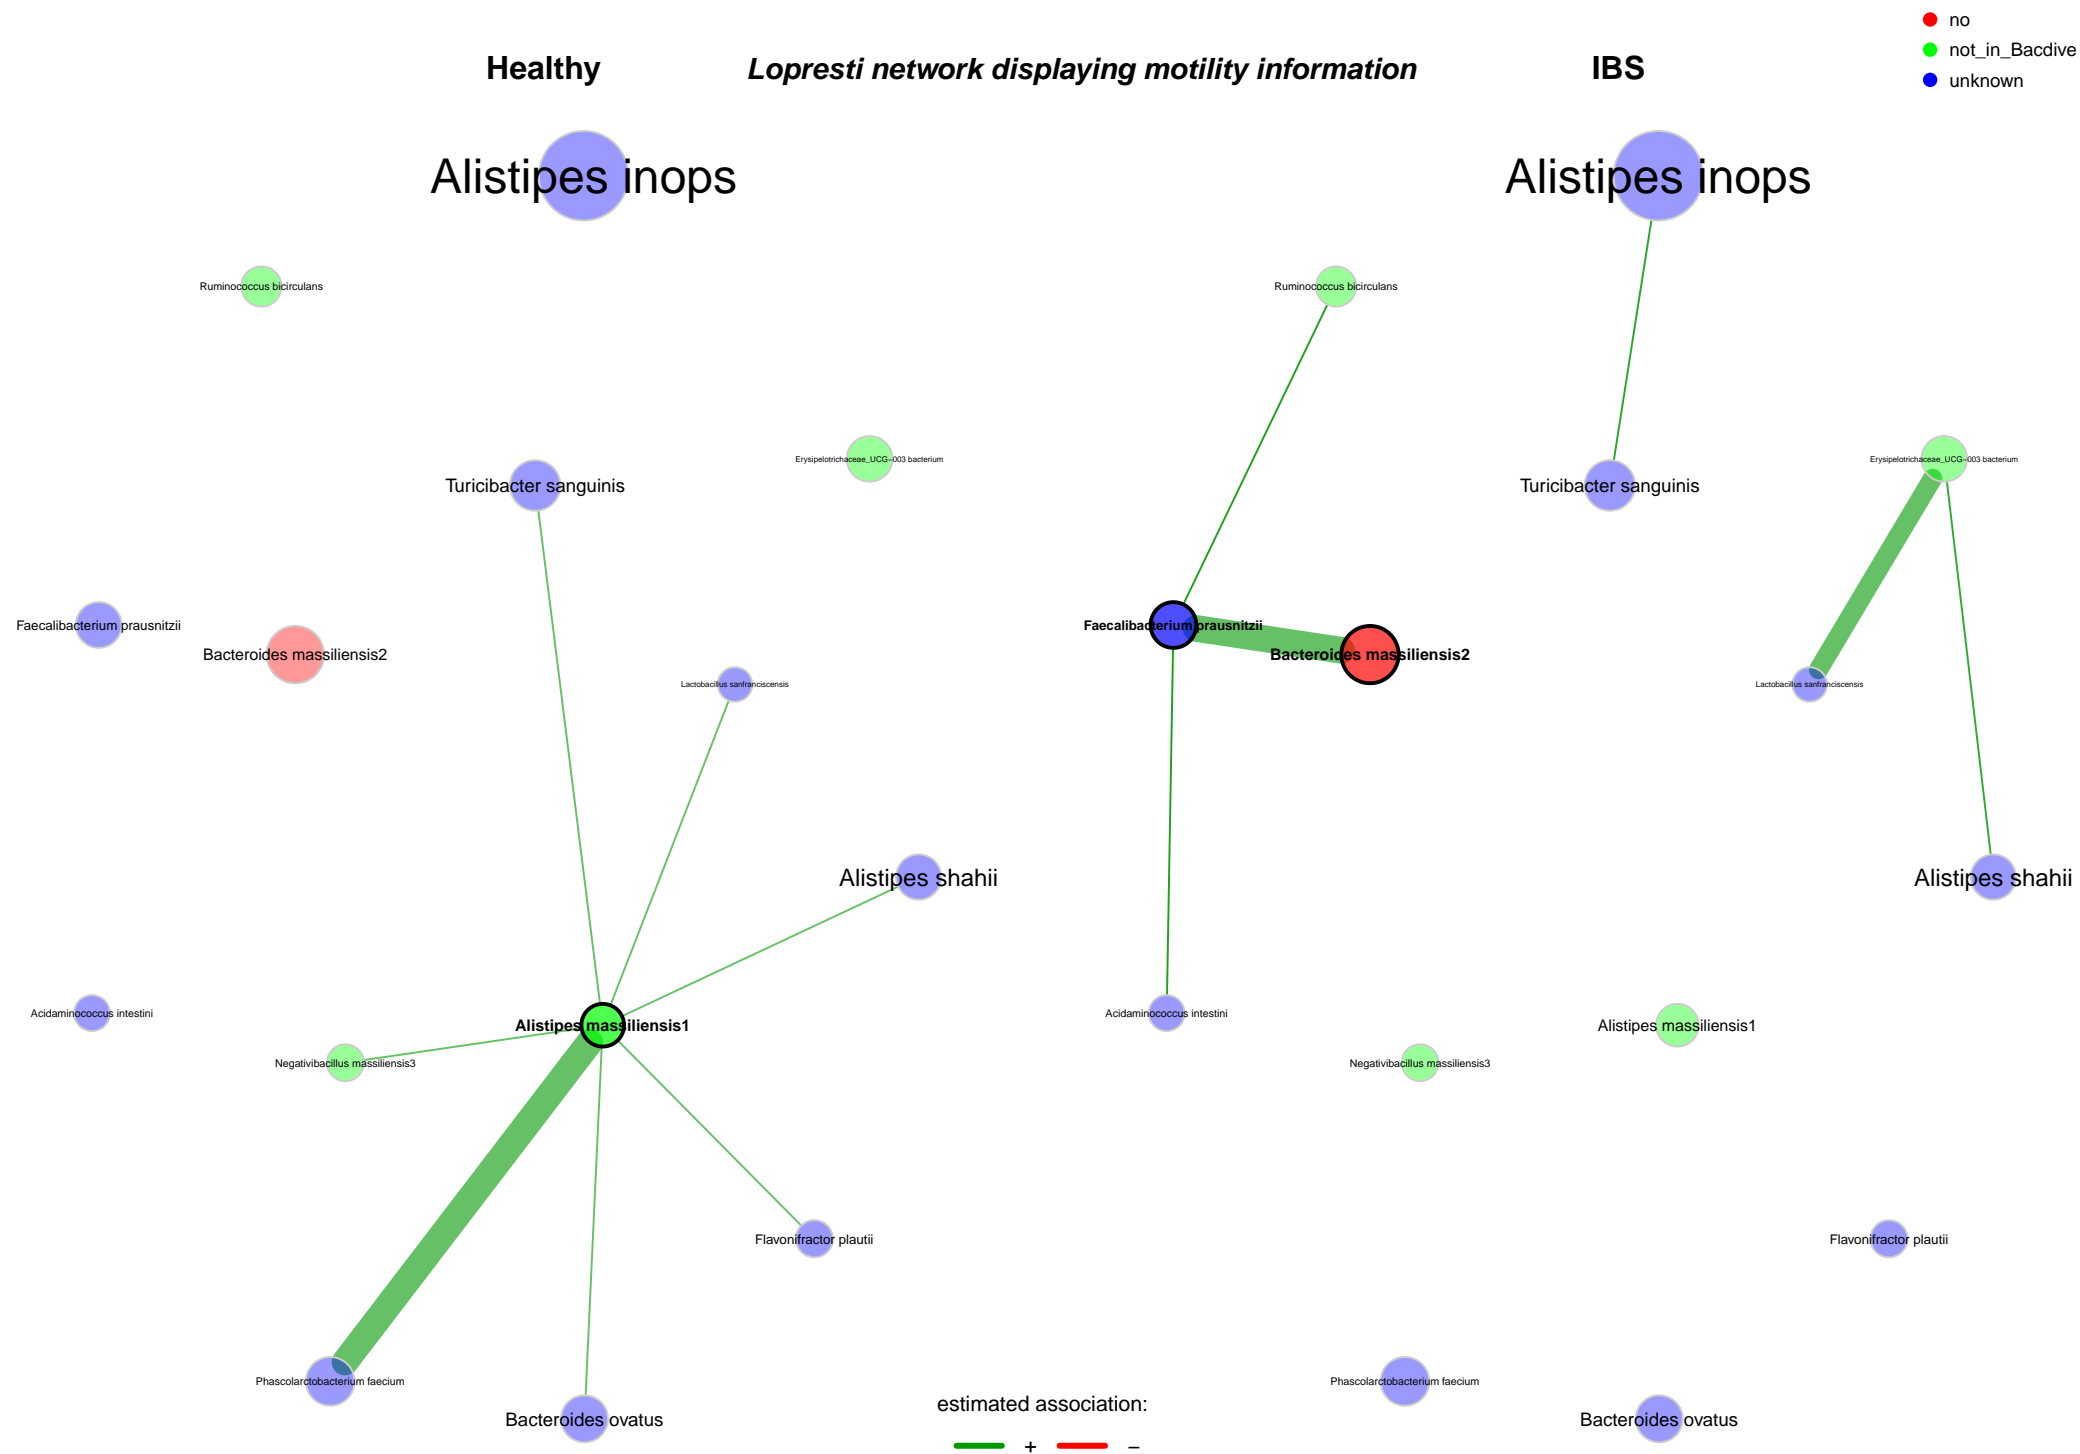 no
not_in_Bacdive
unknown
Healthy
Lopresti network displaying motility information
IBS
Alistipes inops
Alistipes inops
Ruminococcus bicirculans
Ruminococcus bicirculans
Erysipelotrichaceae_UCG−003 bacterium
Erysipelotrichaceae_UCG−003 bacterium
Turicibacter sanguinis
Turicibacter sanguinis
Faecalibacterium prausnitzii
Faecalibacterium prausnitzii
Bacteroides massiliensis2
Bacteroides massiliensis2
Lactobacillus sanfranciscensis
Lactobacillus sanfranciscensis
Alistipes shahii
Alistipes shahii
Acidaminococcus intestini
Acidaminococcus intestini
Alistipes massiliensis1
Alistipes massiliensis1
Negativibacillus massiliensis3
Negativibacillus massiliensis3
Flavonifractor plautii
Flavonifractor plautii
Phascolarctobacterium faecium
Phascolarctobacterium faecium
Bacteroides ovatus
Bacteroides ovatus
estimated association:
+ −